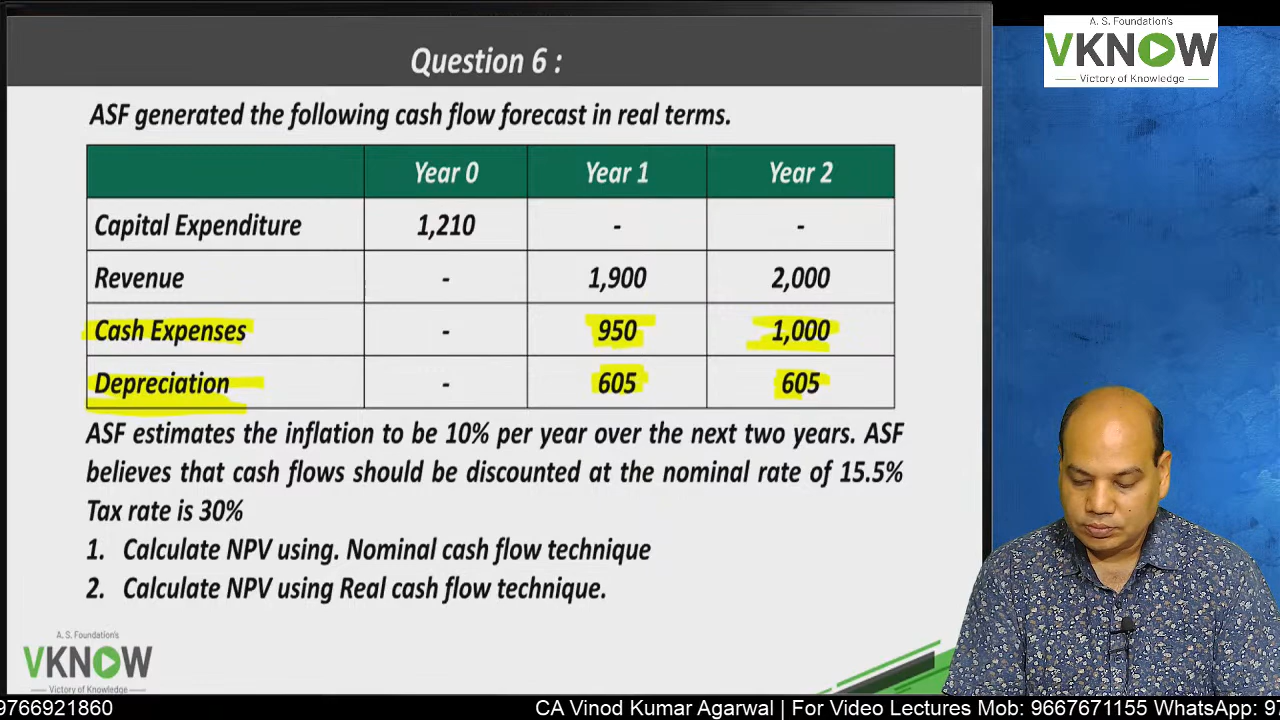 Question 6 :
A. S. Foundation's
VKNOW
Victory of Knowledge
ASF generated the following cash flow forecast in real terms.
Year 0 Year 1 Year 2
Capital Expenditure 1,210 - -
Revenue - 1,900 2,000
Cash Expenses - 950 1,000
Depreciation - 605 605
ASF estimates the inflation to be 10% per year over the next two years. ASF
believes that cash flows should be discounted at the nominal rate of 15.5%
Tax rate is 30%
1. Calculate NPV using. Nominal cash flow technique
2. Calculate NPV using Real cash flow technique.
A. S. Foundation's
VKNOW
Victory of Knowledge
9766921860 CA Vinod Kumar Agarwal | For Video Lectures Mob: 9667671155 WhatsApp: 97